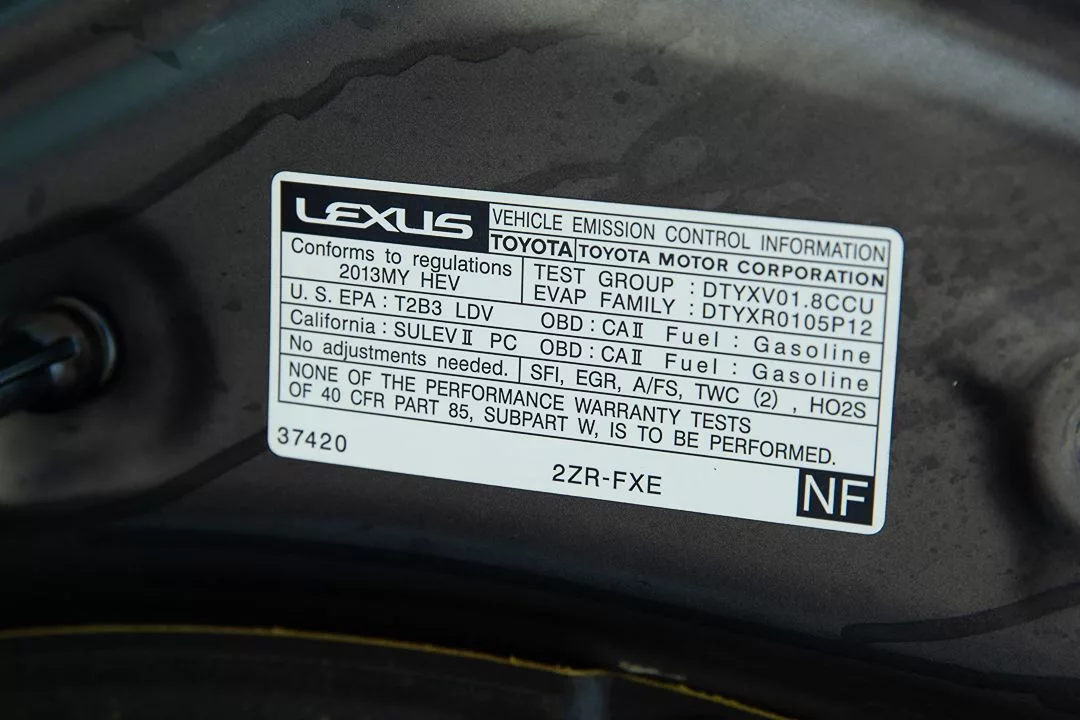 LEXUS VEHICLE EMISSION CONTROL INFORMATION
TOYOTA TOYOTA MOTOR CORPORATION
Conforms to regulations
2013MY HEV
TEST GROUP : DTYXV01.8CCU
EVAP FAMILY : DTYXR0105P12
U. S. EPA : T2B3 LDV OBD : CAⅡ Fuel : Gasoline
California : SULEVⅡ PC OBD : CAⅡ Fuel : Gasoline
No adjustments needed. SFI, EGR, A/FS, TWC (2) , HO2S
NONE OF THE PERFORMANCE WARRANTY TESTS
OF 40 CFR PART 85, SUBPART W, IS TO BE PERFORMED.
37420
2ZR-FXE
NF